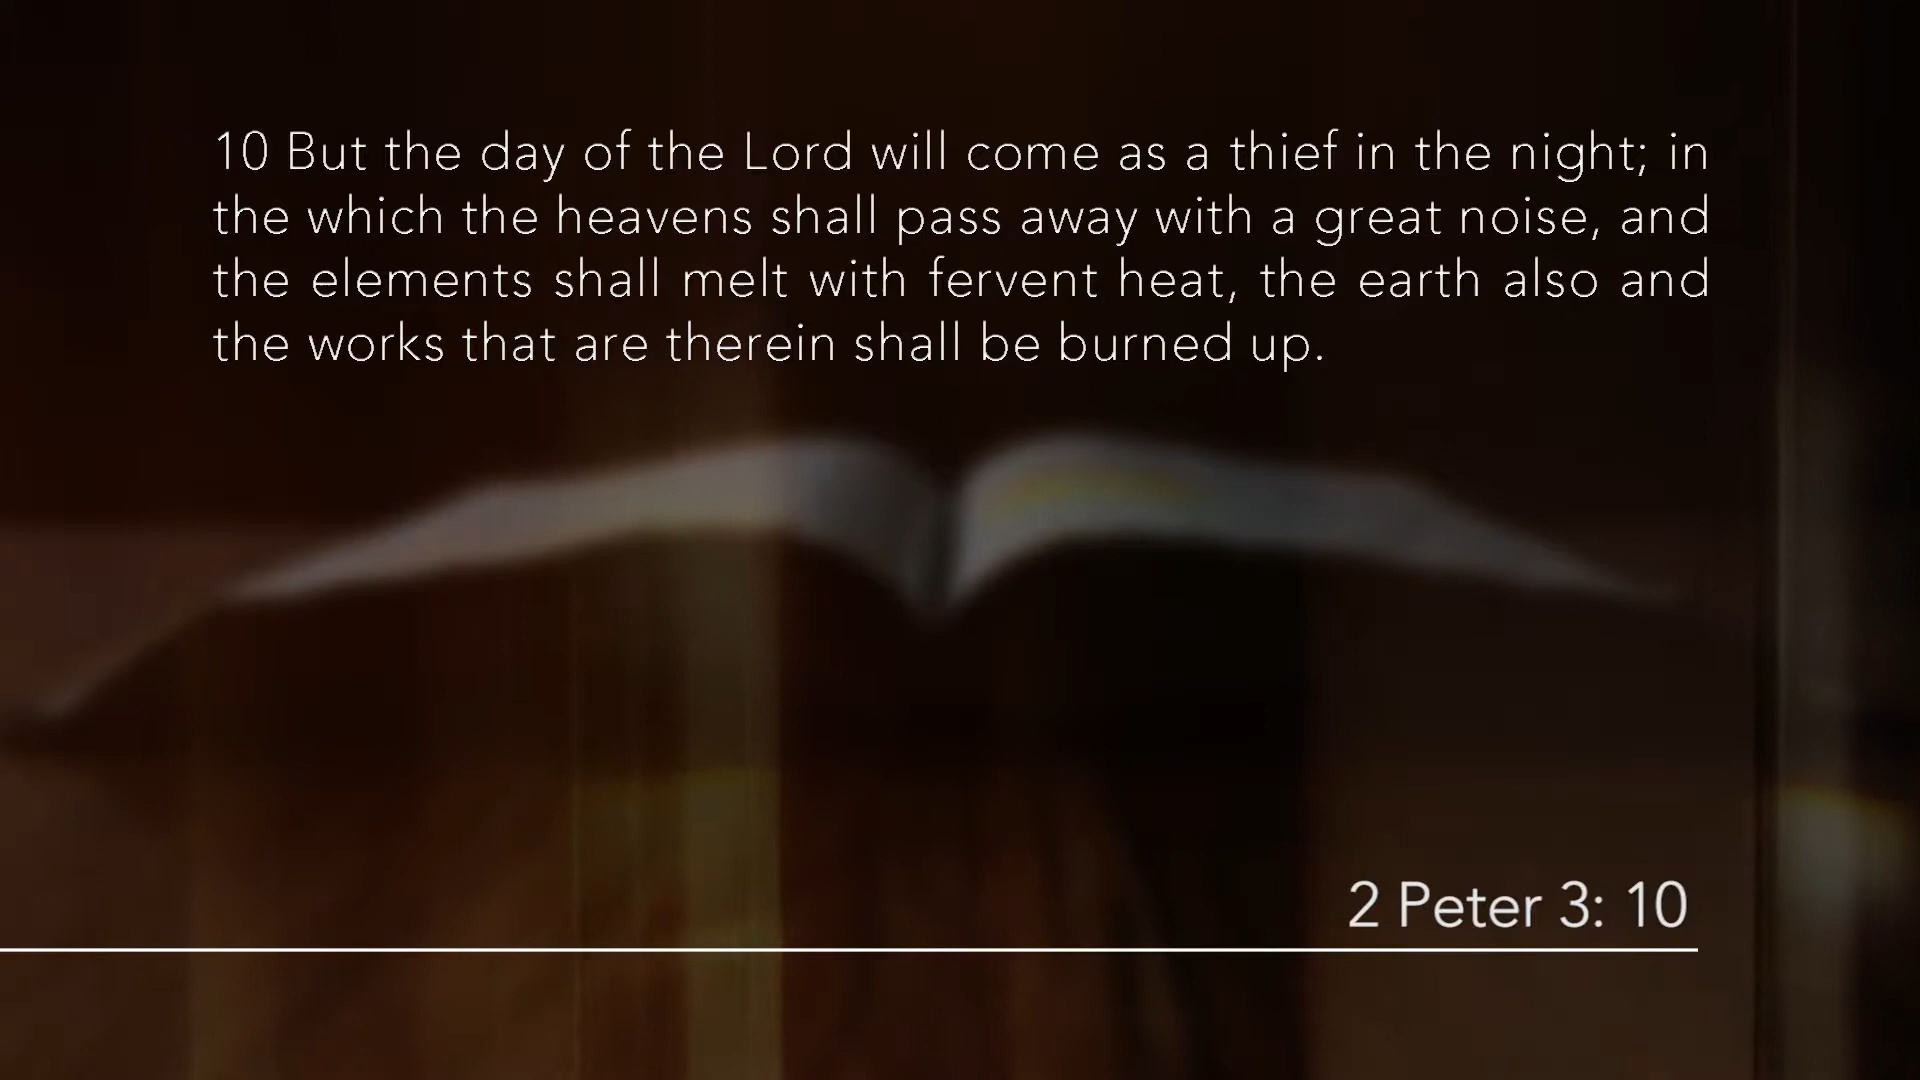 10 But the day of the Lord will come as a thief in the night; in
the which the heavens shall pass away with a great noise, and
the elements shall melt with fervent heat, the earth also and
the works that are therein shall be burned up.
2 Peter 3: 10